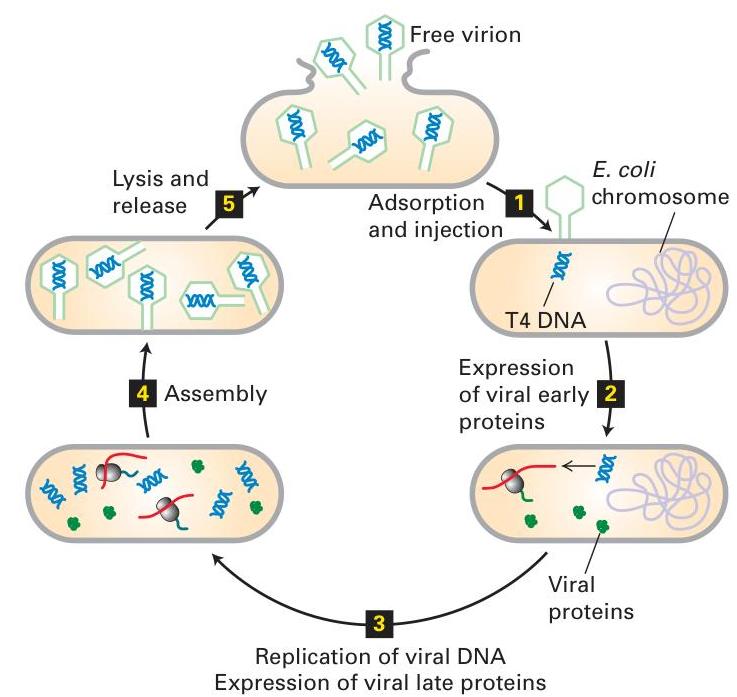 Free virion
E. coli
chromosome
Adsorption
and injection
1
T4 DNA
Expression
of viral early
proteins
2
Viral
proteins
3
Replication of viral DNA
Expression of viral late proteins
4
Assembly
Lysis and
release
5